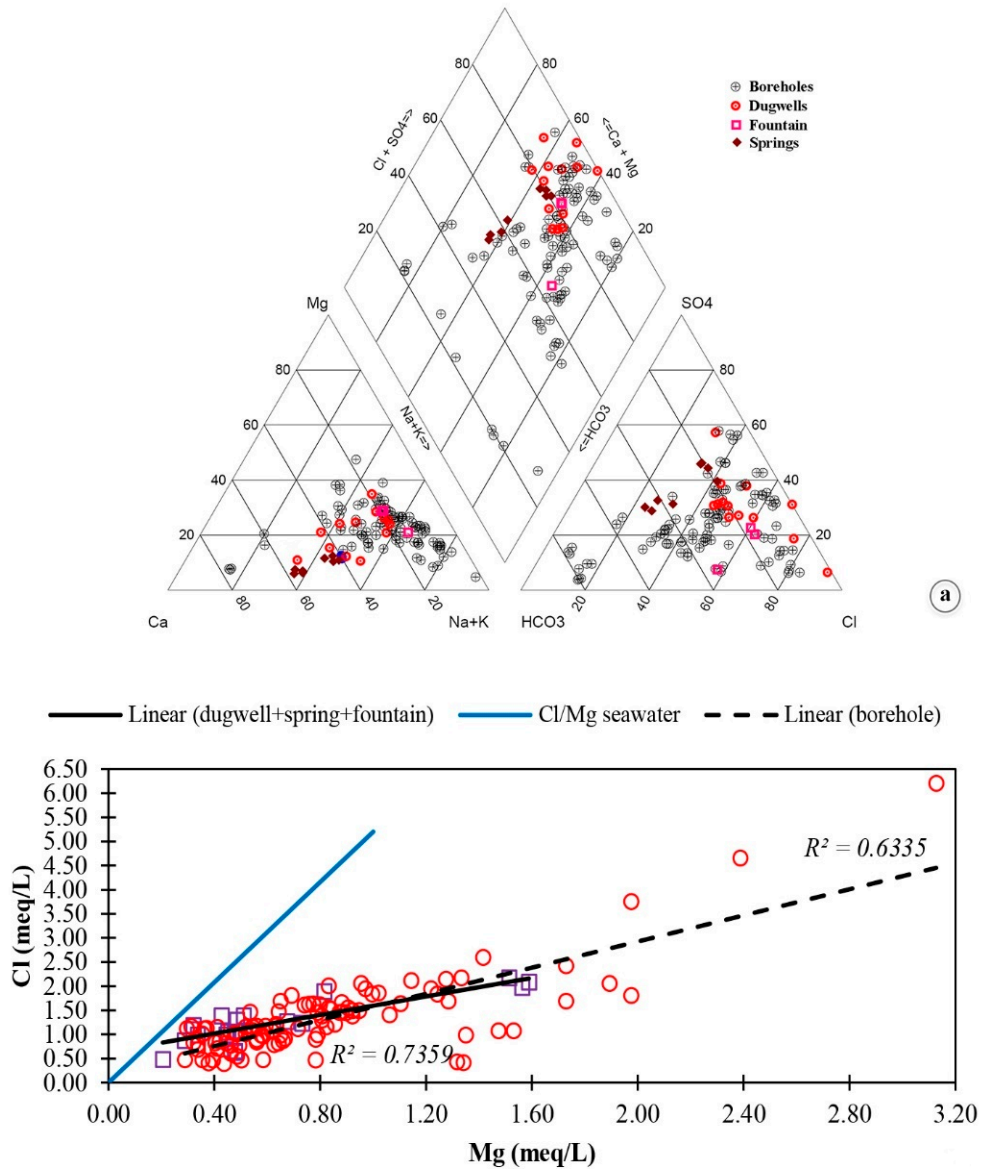 80
80
Boreholes
Dugwells
Fountain
Springs
60
60
Cl + SO4=>
<=Ca + Mg
40
40
20
20
Mg
SO4
80
80
Na+K=>
<=HCO3
60
60
40
40
20
20
80
60
40
20
20
40
60
80
Ca
Na+K
HCO3
Cl
a
Linear (dugwell+spring+fountain)
Cl/Mg seawater
Linear (borehole)
6.50
6.00
5.50
5.00
4.50
4.00
3.50
3.00
2.50
2.00
1.50
1.00
0.50
0.00
Cl (meq/L)
R² = 0.6335
R² = 0.7359
0.00 0.40 0.80 1.20 1.60 2.00 2.40 2.80 3.20
Mg (meq/L)